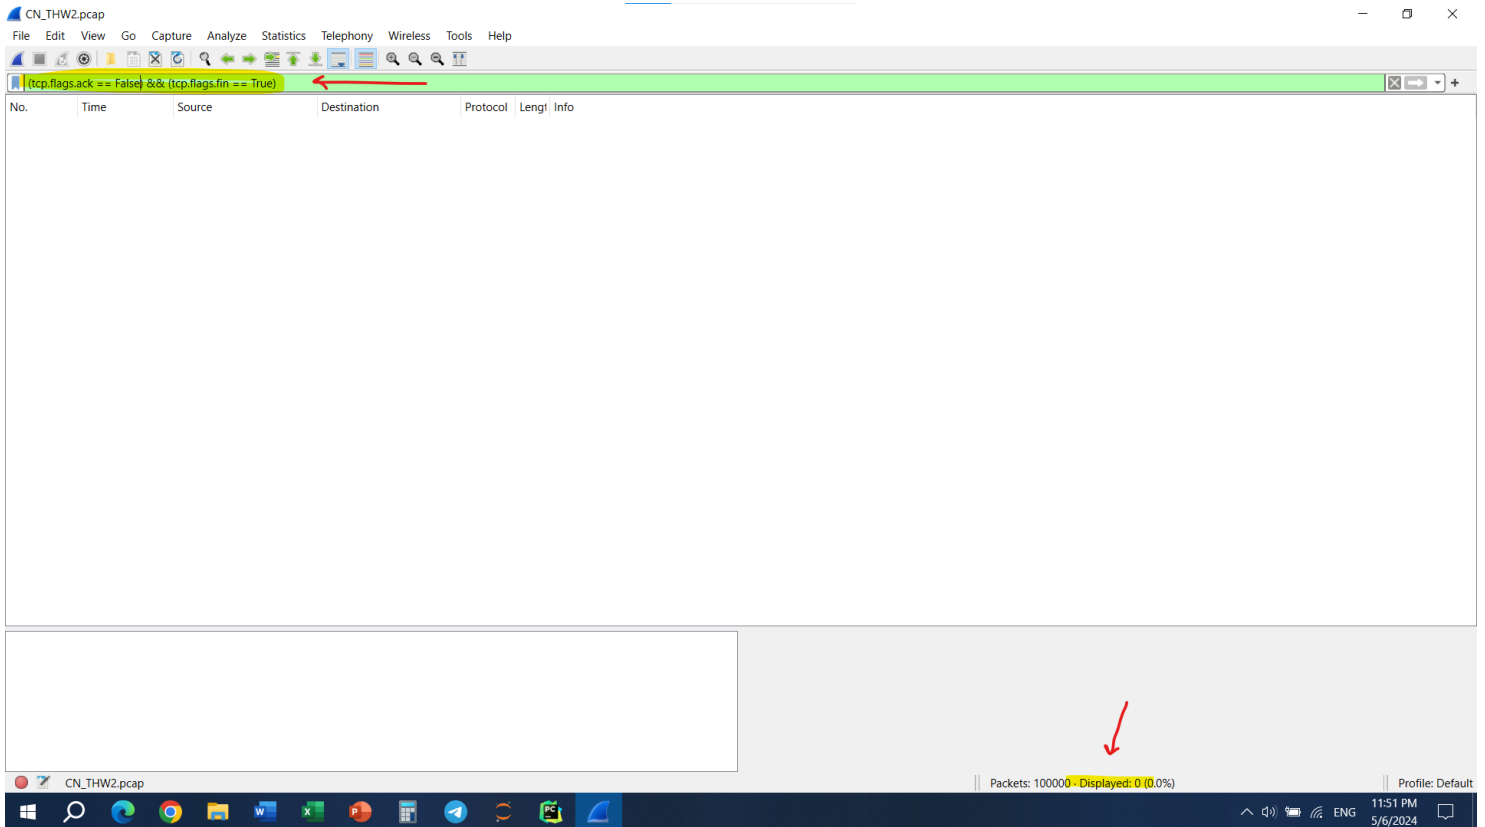 CN_THW2.pcap
File Edit View Go Capture Analyze Statistics Telephony Wireless Tools Help
(tcp.flags.ack == False) && (tcp.flags.fin == True)
No. Time Source Destination Protocol Lengt Info
CN_THW2.pcap Packets: 100000 · Displayed: 0 (0.0%) Profile: Default
ENG 11:51 PM
5/6/2024